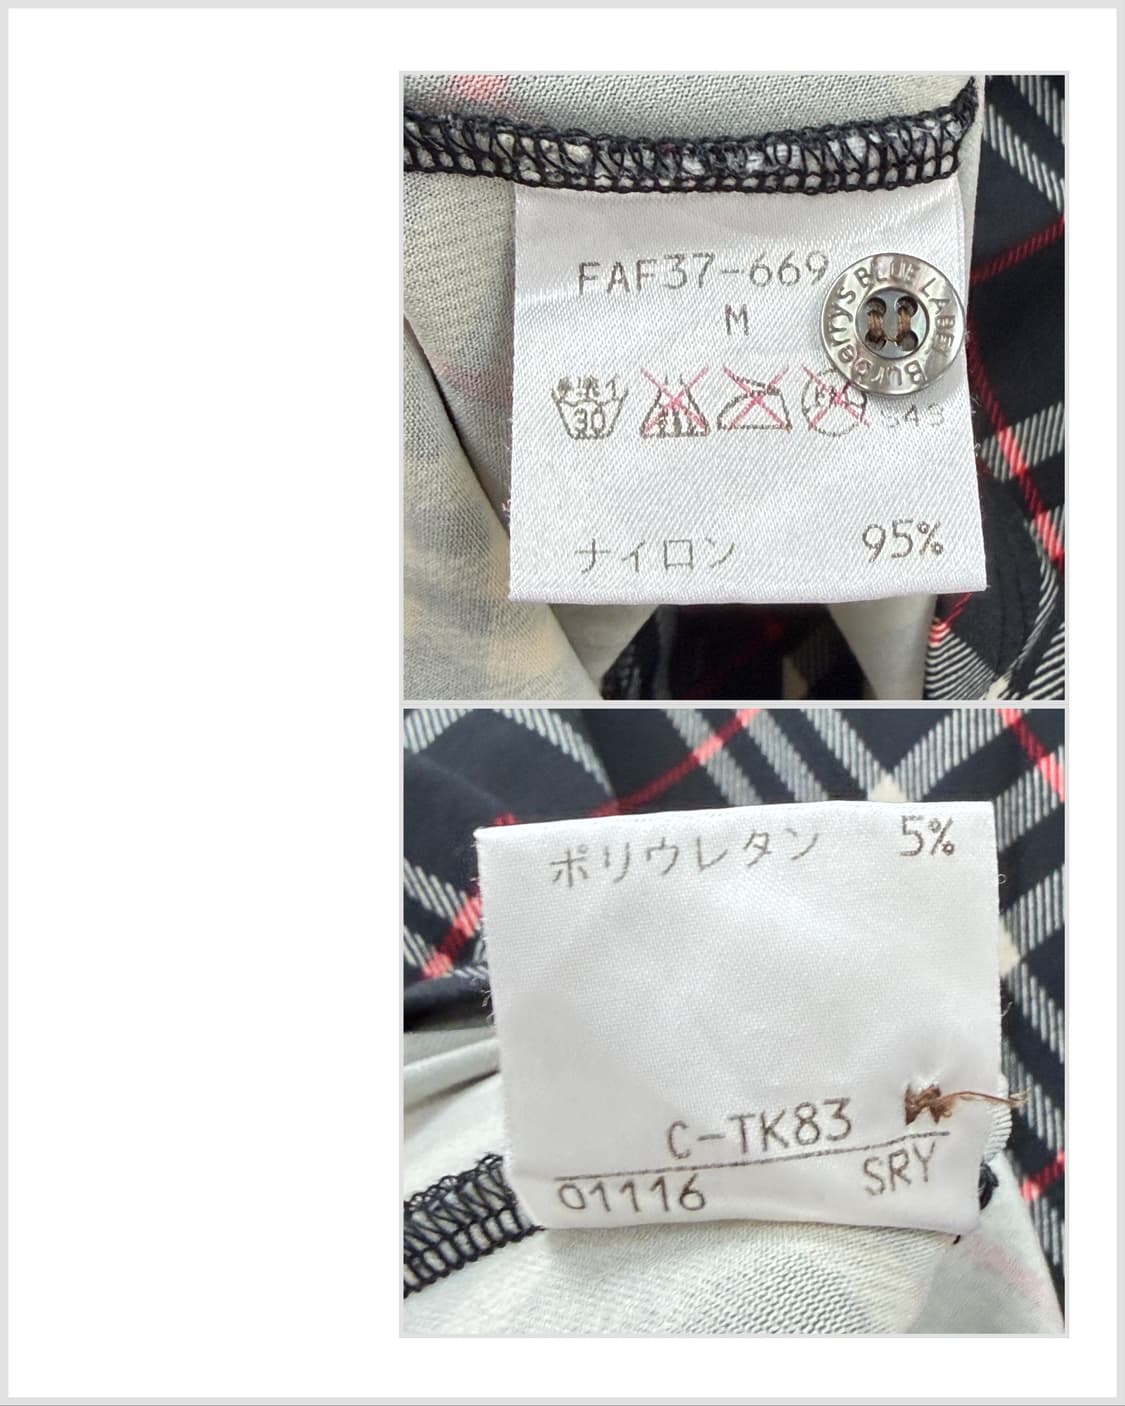 FAF37-669
M
BLUE LABEL Burberrys
30
ナイロン 95%
ポリウレタン 5%
C-TK83
01116 SRY